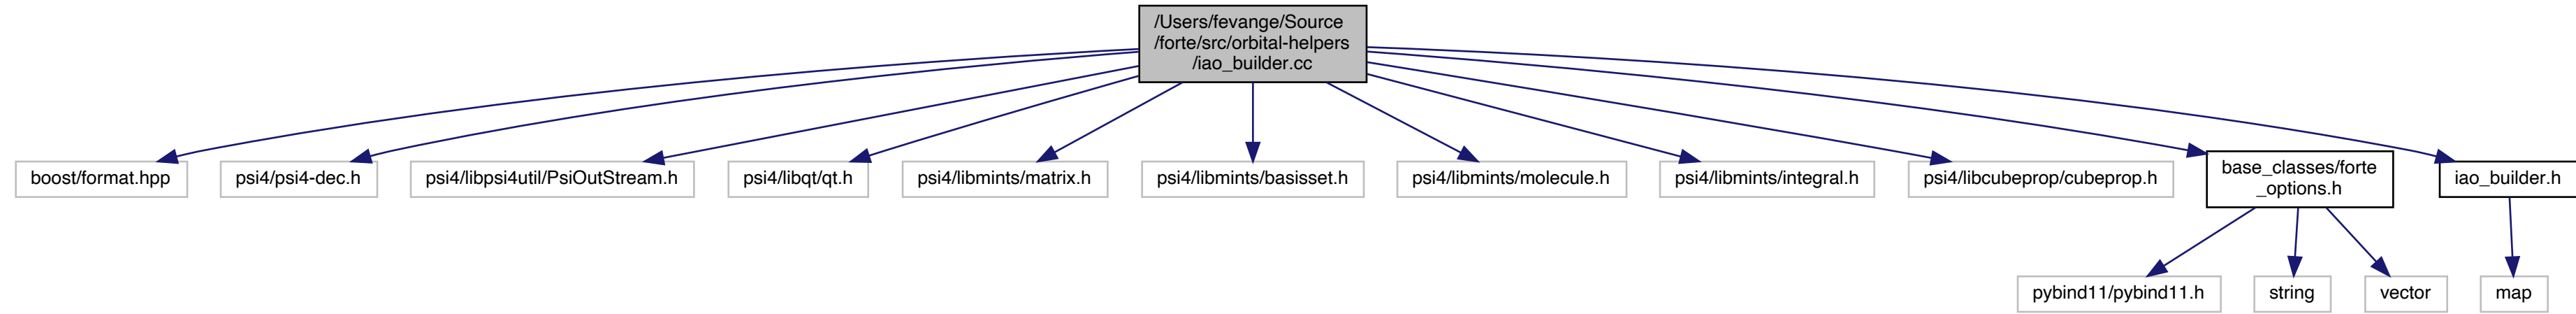 /Users/fevange/Source
/forte/src/orbital-helpers
/iao_builder.cc
boost/format.hpp
psi4/psi4-dec.h
psi4/libpsi4util/PsiOutStream.h
psi4/libqt/qt.h
psi4/libmints/matrix.h
psi4/libmints/basisset.h
psi4/libmints/molecule.h
psi4/libmints/integral.h
psi4/libcubeprop/cubeprop.h
base_classes/forte
_options.h
iao_builder.h
pybind11/pybind11.h
string
vector
map